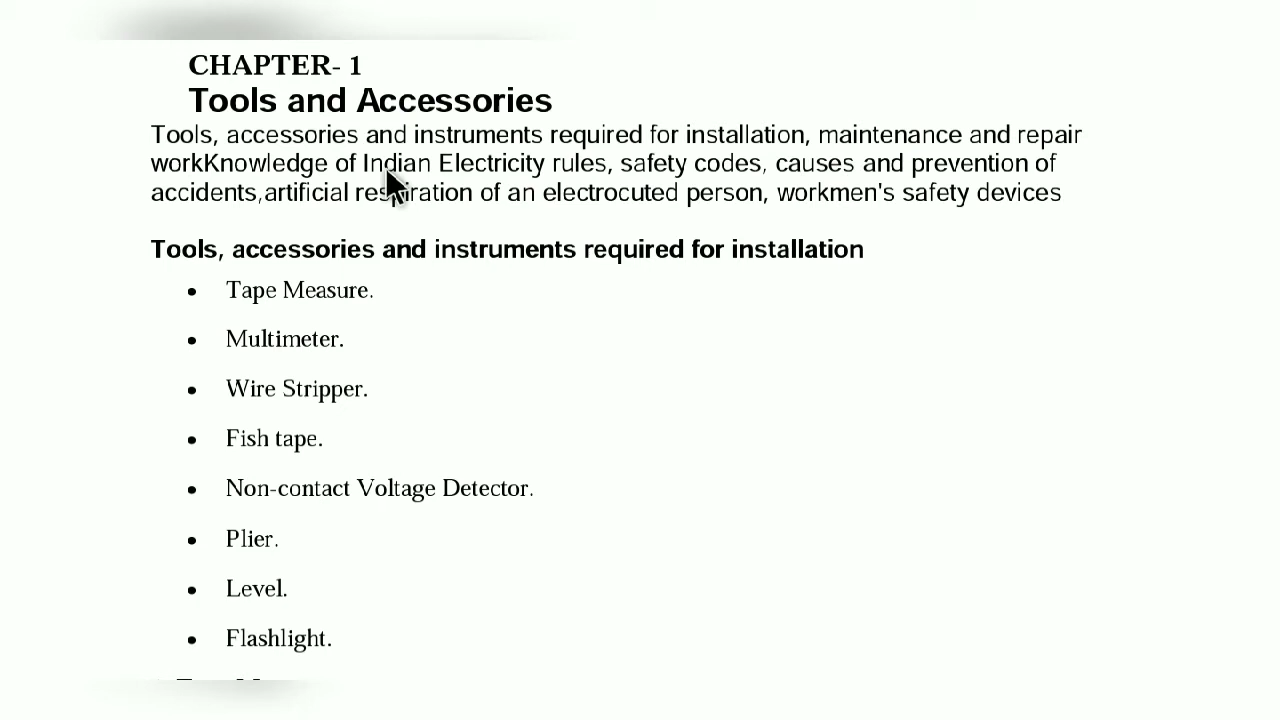 CHAPTER- 1
Tools and Accessories
Tools, accessories and instruments required for installation, maintenance and repair
workKnowledge of Indian Electricity rules, safety codes, causes and prevention of
accidents,artificial respiration of an electrocuted person, workmen's safety devices
Tools, accessories and instruments required for installation
• Tape Measure.
• Multimeter.
• Wire Stripper.
• Fish tape.
• Non-contact Voltage Detector.
• Plier.
• Level.
• Flashlight.